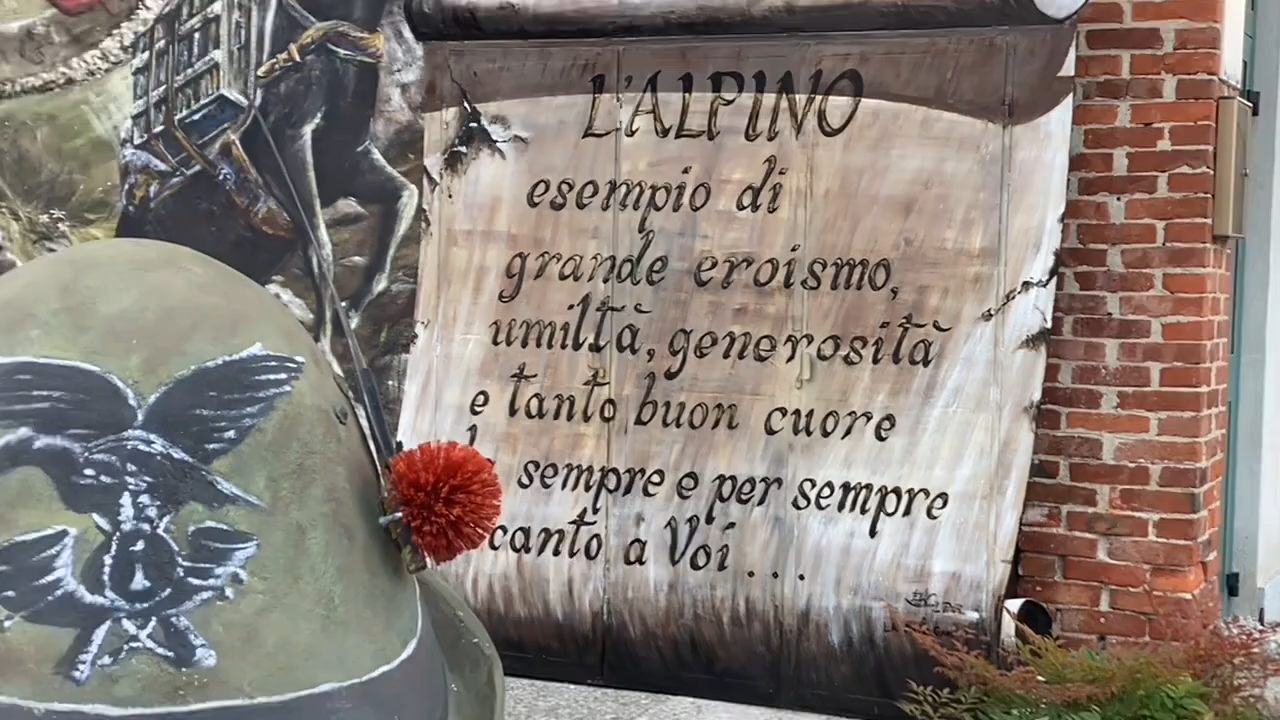 L'ALPINO
esempio di
grande eroismo,
umiltà, generosità
e tanto buon cuore
sempre e per sempre
canto a Voi ...